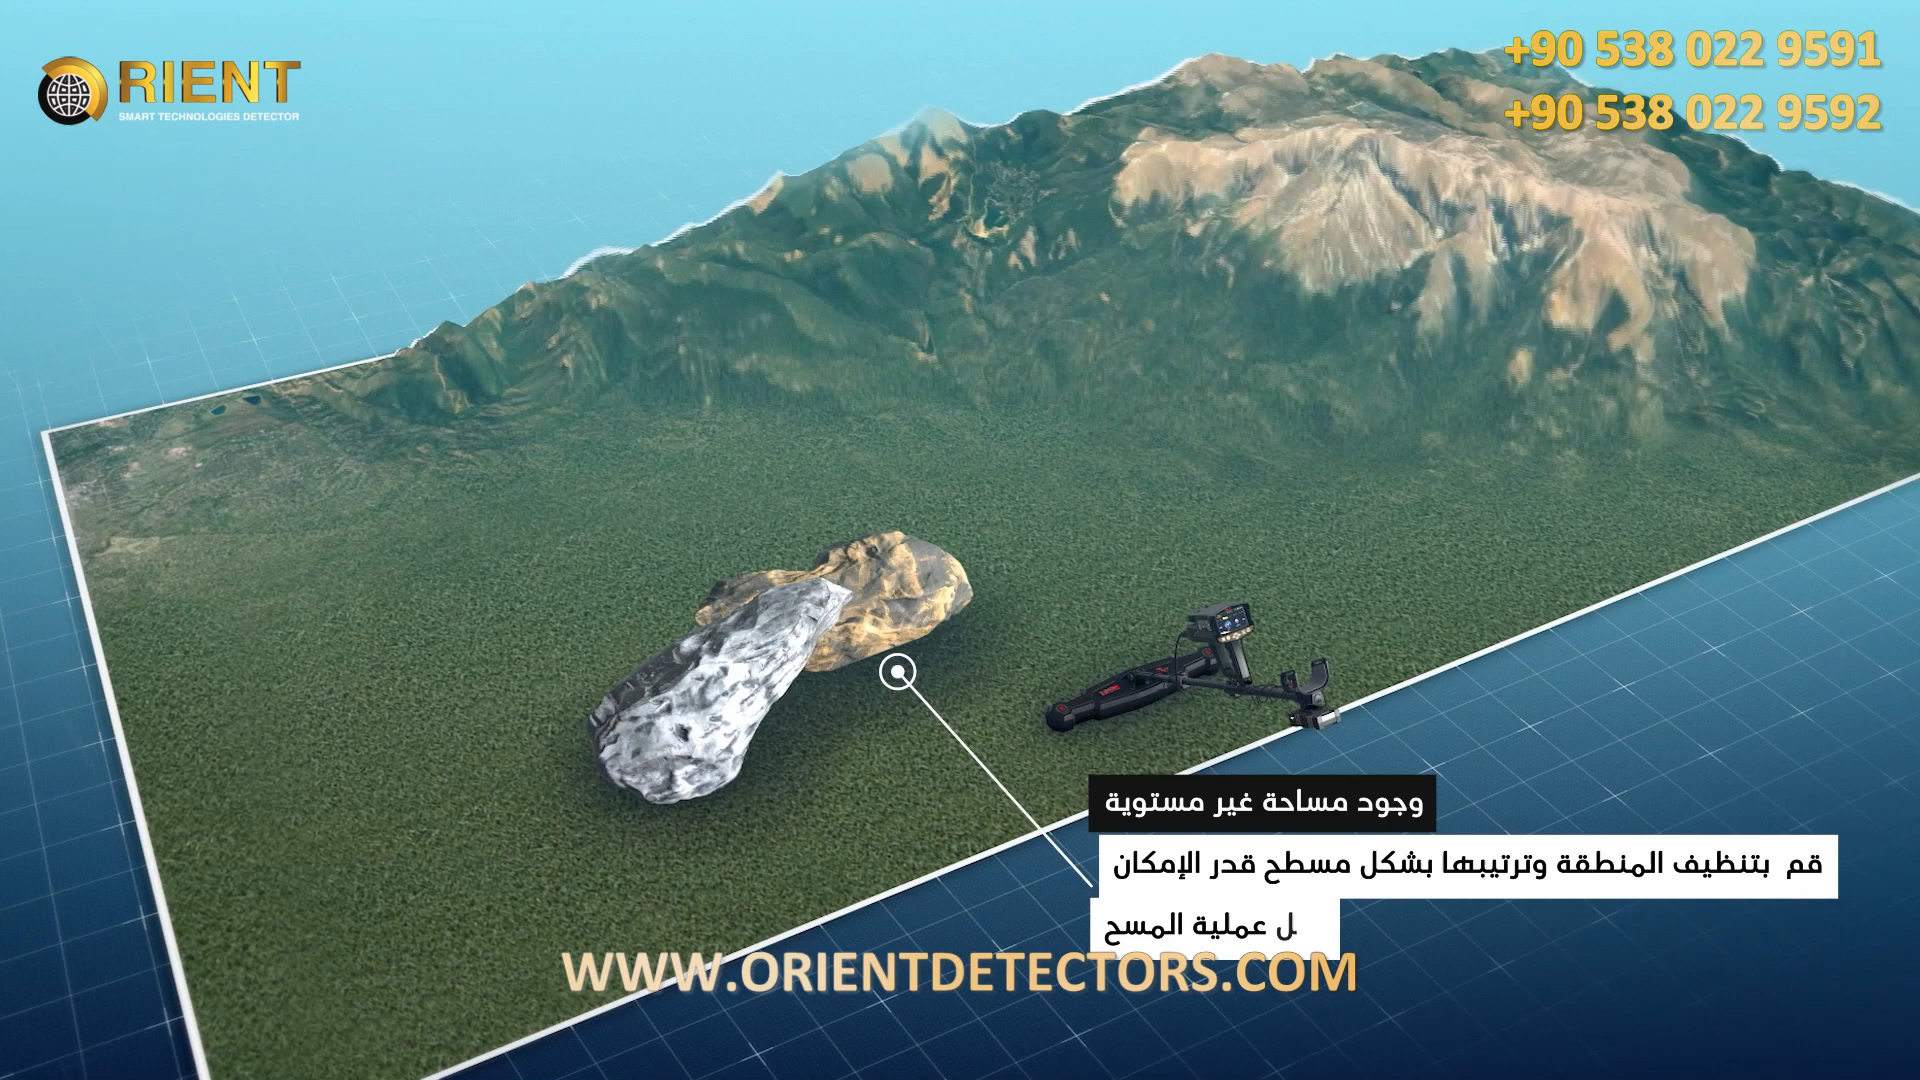 ORIENT
SMART TECHNOLOGIES DETECTOR
+90 538 022 9591
+90 538 022 9592
وجود مساحة غير مستوية
قم بتنظيف المنطقة وترتيبها بشكل مسطح قدر الإمكان
عملية المسح
WWW.ORIENTDETECTORS.COM